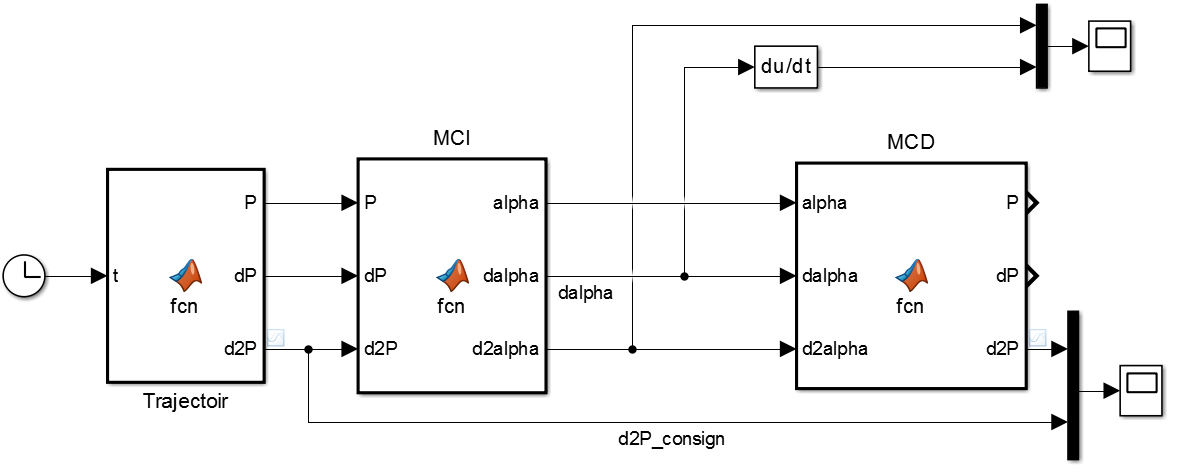 du/dt
MCI
MCD
P
P
alpha
alpha
P
t
dP
dP
dalpha
dalpha
dP
fcn
fcn
fcn
dalpha
d2P
d2P
d2alpha
d2alpha
d2P
Trajectoir
d2P_consign